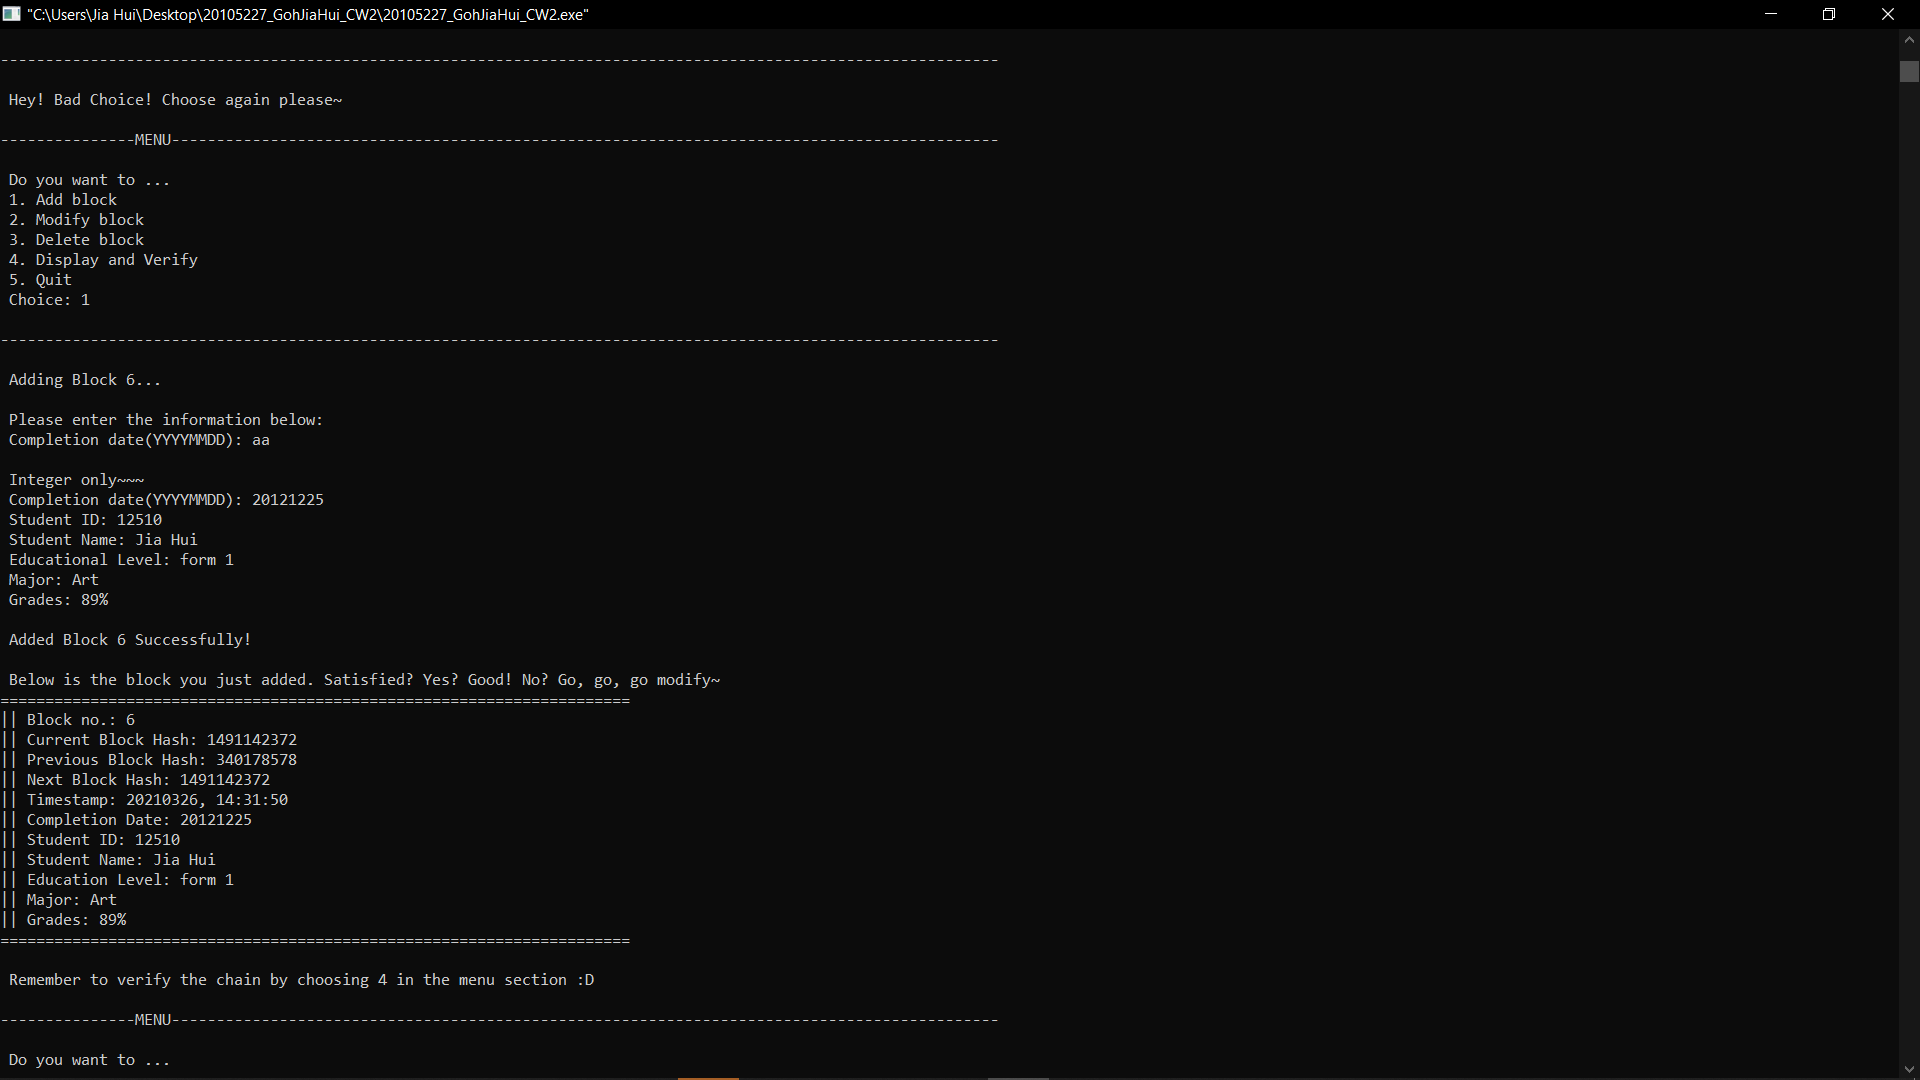 "C:\Users\Jia Hui\Desktop\20105227_GohJiaHui_CW2\20105227_GohJiaHui_CW2.exe"
---------------------------------------------------------------------------------------------------------------
Hey! Bad Choice! Choose again please~
---------------MENU--------------------------------------------------------------------------------------------
Do you want to ...
1. Add block
2. Modify block
3. Delete block
4. Display and Verify
5. Quit
Choice: 1
---------------------------------------------------------------------------------------------------------------
Adding Block 6...
Please enter the information below:
Completion date(YYYYMMDD): aa
Integer only~~~
Completion date(YYYYMMDD): 20121225
Student ID: 12510
Student Name: Jia Hui
Educational Level: form 1
Major: Art
Grades: 89%
Added Block 6 Successfully!
Below is the block you just added. Satisfied? Yes? Good! No? Go, go, go modify~
======================================================================
|| Block no.: 6
|| Current Block Hash: 1491142372
|| Previous Block Hash: 340178578
|| Next Block Hash: 1491142372
|| Timestamp: 20210326, 14:31:50
|| Completion Date: 20121225
|| Student ID: 12510
|| Student Name: Jia Hui
|| Education Level: form 1
|| Major: Art
|| Grades: 89%
======================================================================
Remember to verify the chain by choosing 4 in the menu section :D
---------------MENU--------------------------------------------------------------------------------------------
Do you want to ...